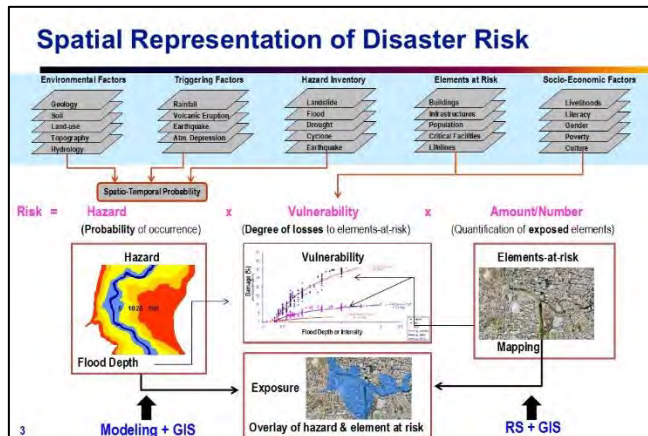 Spatial Representation of Disaster Risk
Environmental Factors
Triggering Factors
Hazard Inventory
Elements at Risk
Socio-Economic Factors
Geology
Soil
Land-use
Topography
Hydrology
Rainfall
Volcanic Eruption
Earthquake
Atm. Depression
Landslide
Flood
Drought
Cyclone
Earthquake
Buildings
Infrastructures
Population
Critical Facilities
Lifelines
Livelihoods
Literacy
Gender
Poverty
Culture
Spatio-Temporal Probability
Risk = Hazard x Vulnerability x Amount/Number
(Probability of occurrence)
(Degree of losses to elements-at-risk)
(Quantification of exposed elements)
Hazard
Flood Depth
Vulnerability
Damage (%)
Flood Depth or Intensity
Elements-at-risk
Mapping
Exposure
Overlay of hazard & element at risk
3
Modeling + GIS
RS + GIS